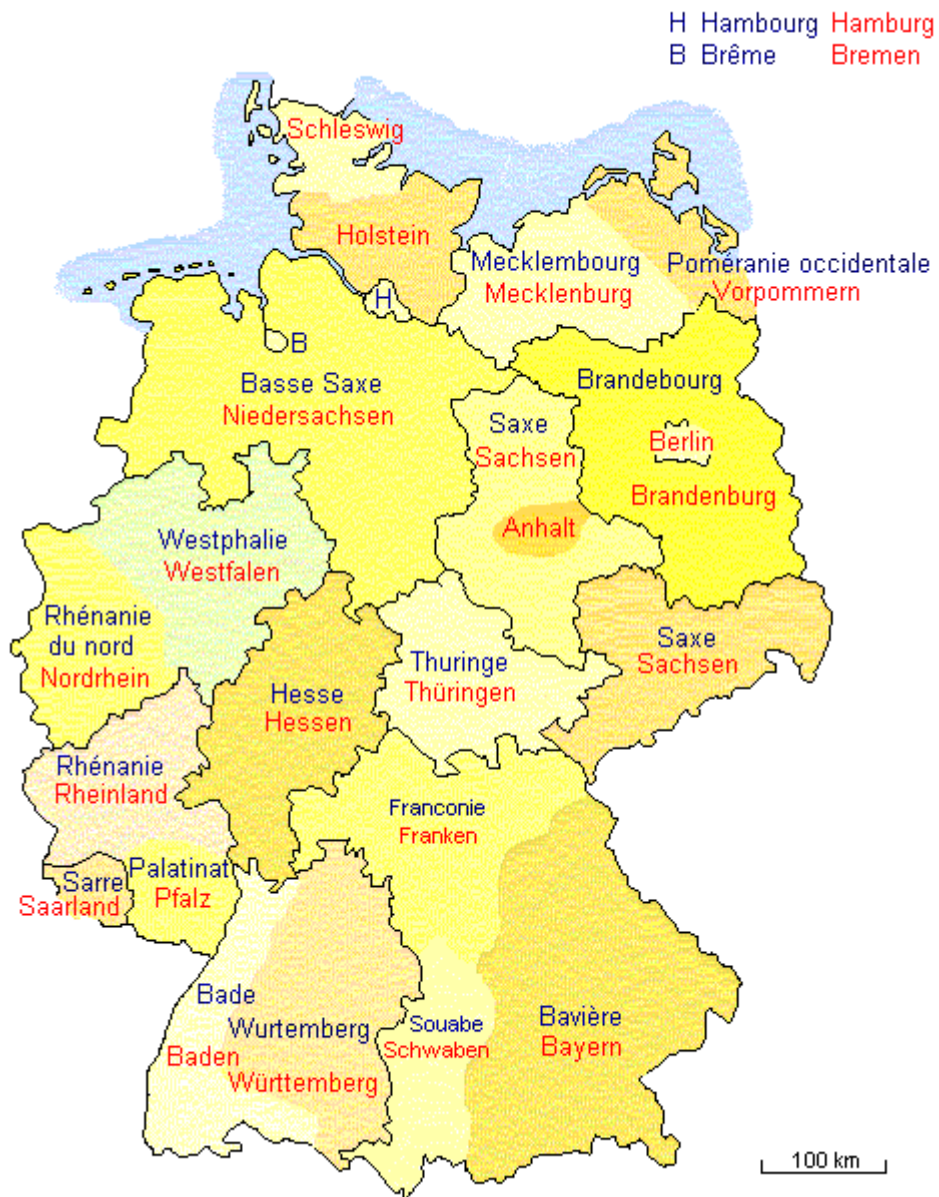 H Hambourg Hamburg
B Brême Bremen
Schleswig
Holstein
H
Mecklembourg
Mecklenburg
Poméranie occidentale
Vorpommern
B
Basse Saxe
Niedersachsen
Brandebourg
Saxe
Sachsen
Berlin
Brandenburg
Anhalt
Westphalie
Westfalen
Rhénanie
du nord
Nordrhein
Hesse
Hessen
Thuringe
Thüringen
Saxe
Sachsen
Rhénanie
Rheinland
Franconie
Franken
Sarre
Saarland
Palatinat
Pfalz
Bade
Wurtemberg
Baden
Württemberg
Souabe
Schwaben
Bavière
Bayern
100 km